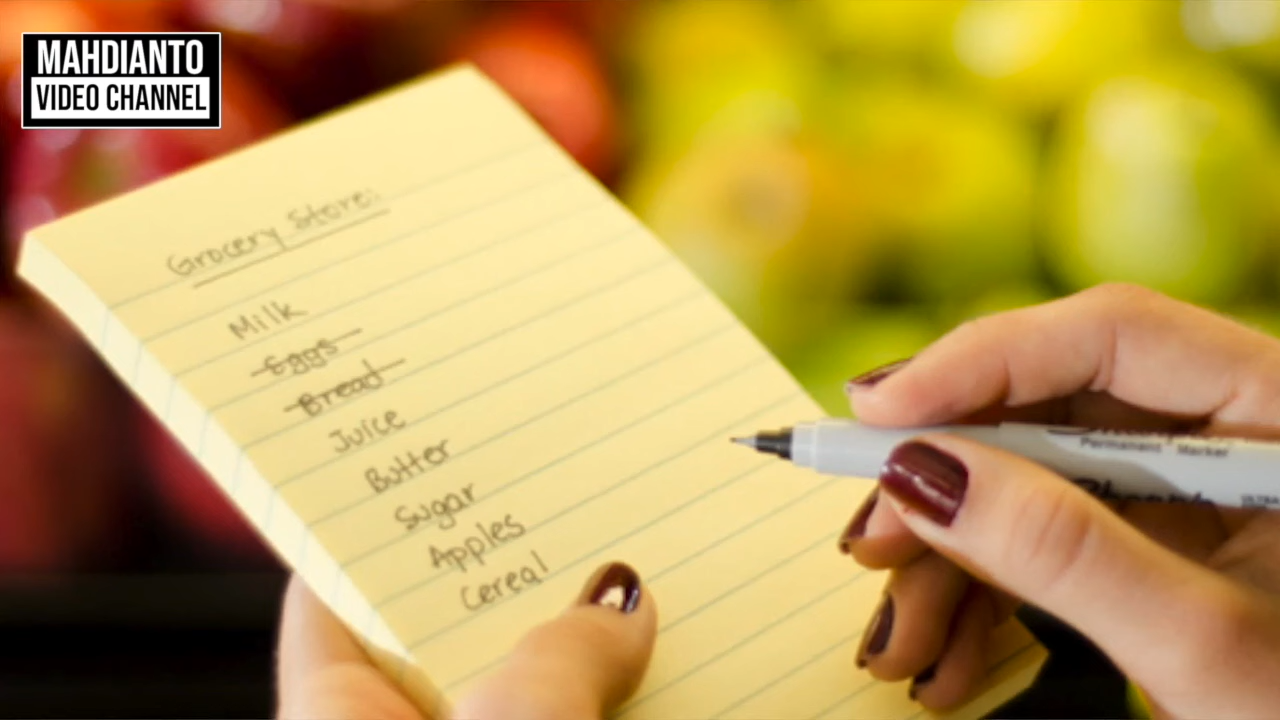 MAHDIANTO
VIDEO CHANNEL
Grocery Store:
Milk
Eggs
Bread
Juice
Butter
Sugar
Apples
Cereal
Permanent Marker